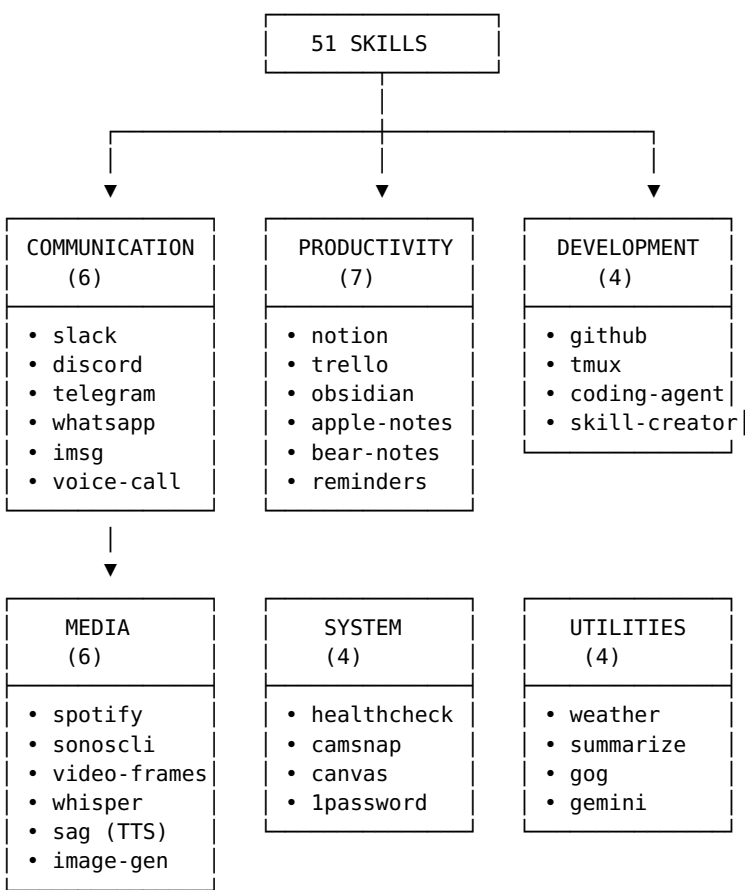 51 SKILLS
COMMUNICATION
(6)
• slack
• discord
• telegram
• whatsapp
• imsg
• voice-call
PRODUCTIVITY
(7)
• notion
• trello
• obsidian
• apple-notes
• bear-notes
• reminders
DEVELOPMENT
(4)
• github
• tmux
• coding-agent
• skill-creator
MEDIA
(6)
• spotify
• sonoscli
• video-frames
• whisper
• sag (TTS)
• image-gen
SYSTEM
(4)
• healthcheck
• camsnap
• canvas
• 1password
UTILITIES
(4)
• weather
• summarize
• gog
• gemini